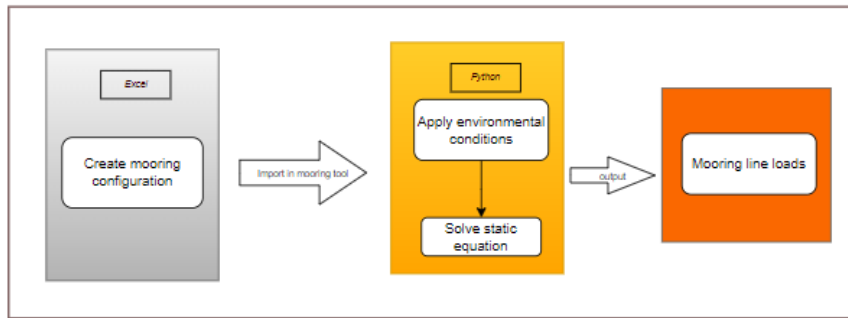 Excel
Create mooring
configuration
Import in mooring tool
Python
Apply environmental
conditions
Solve static
equation
output
Mooring line loads